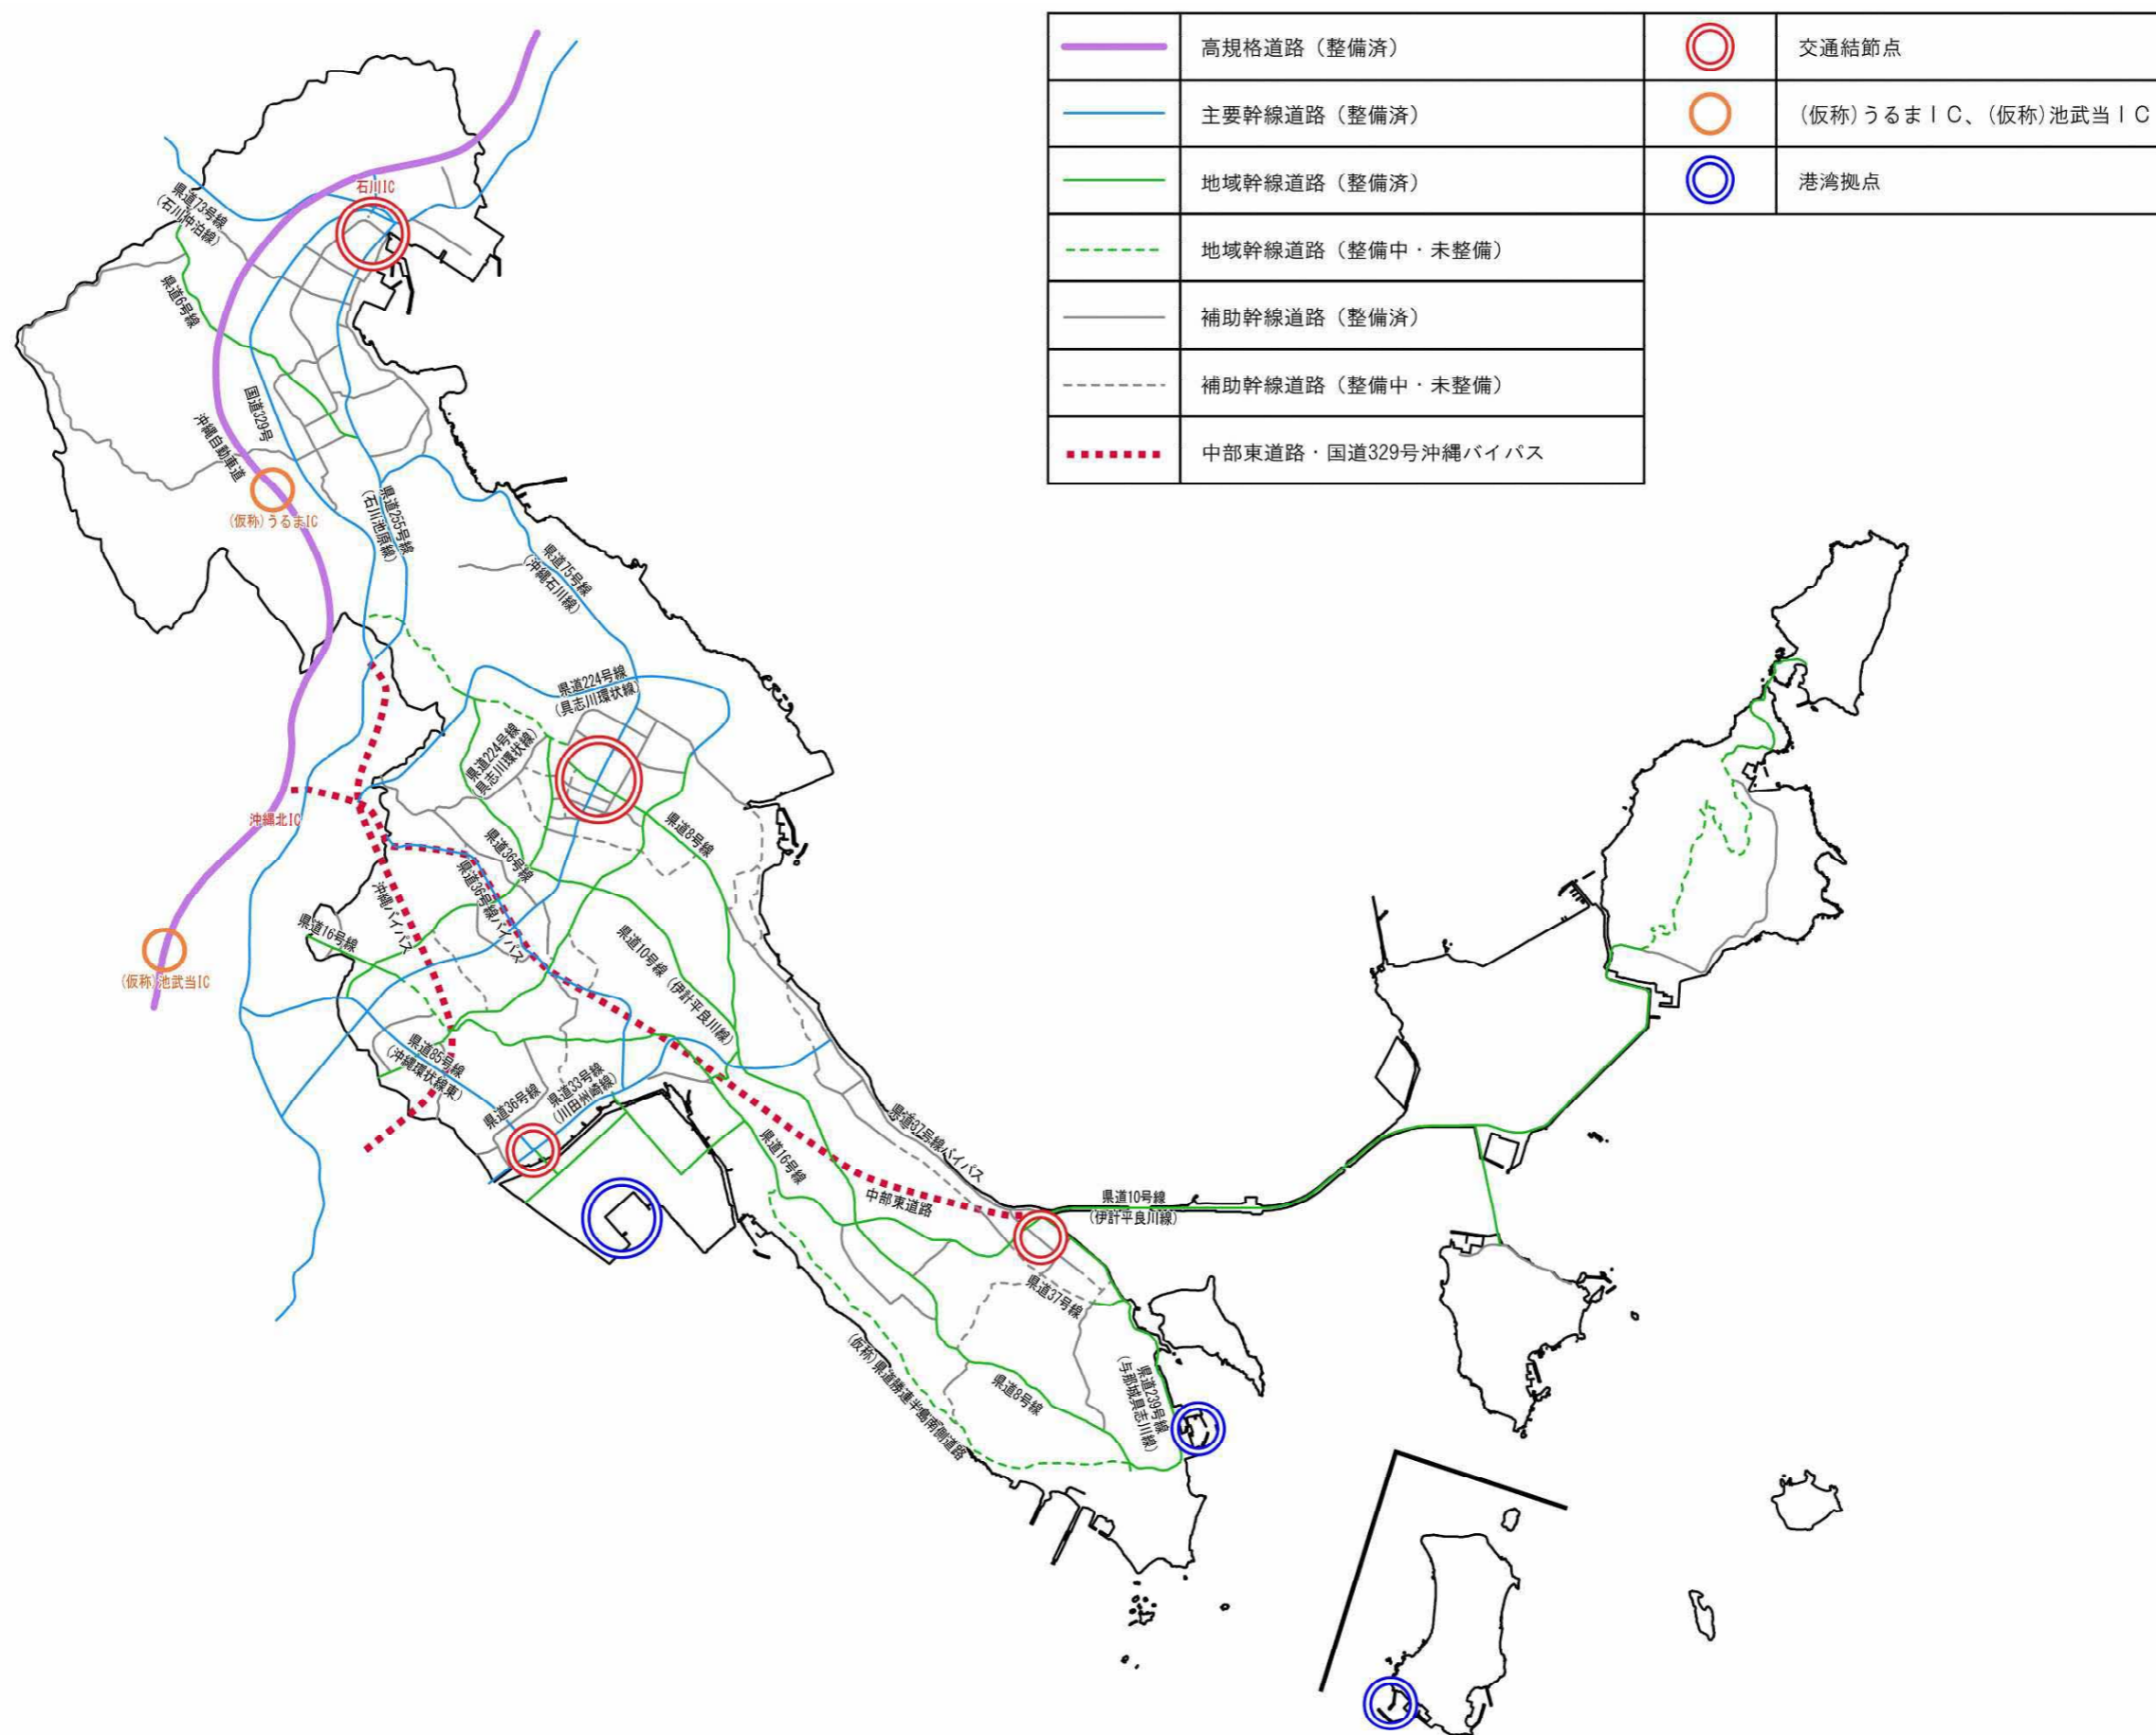 高規格道路（整備済）
交通結節点
主要幹線道路（整備済）
(仮称)うるまＩＣ、(仮称)池武当ＩＣ
地域幹線道路（整備済）
港湾拠点
地域幹線道路（整備中・未整備）
補助幹線道路（整備済）
補助幹線道路（整備中・未整備）
中部東道路・国道329号沖縄バイパス
石川IC
県道73号線
(石川仲泊線)
県道6号線
国道329号
沖縄自動車道
(仮称)うるまIC
県道255号線
(石川池原線)
県道75号線
(沖縄石川線)
県道224号線
(具志川環状線)
県道224号線
(具志川環状線)
沖縄北IC
県道36号線
県道8号線
県道36号線バイパス
沖縄バイパス
県道16号線
県道10号線（伊計平良川線）
(仮称)池武当IC
県道85号線
(沖縄環状線東)
県道36号線
県道33号線
(川田州崎線)
県道37号線バイパス
県道16号線
中部東道路
県道10号線
(伊計平良川線)
県道37号線
(仮称)県道勝連半島南側道路
県道8号線
県道239号線
(与那城具志川線)